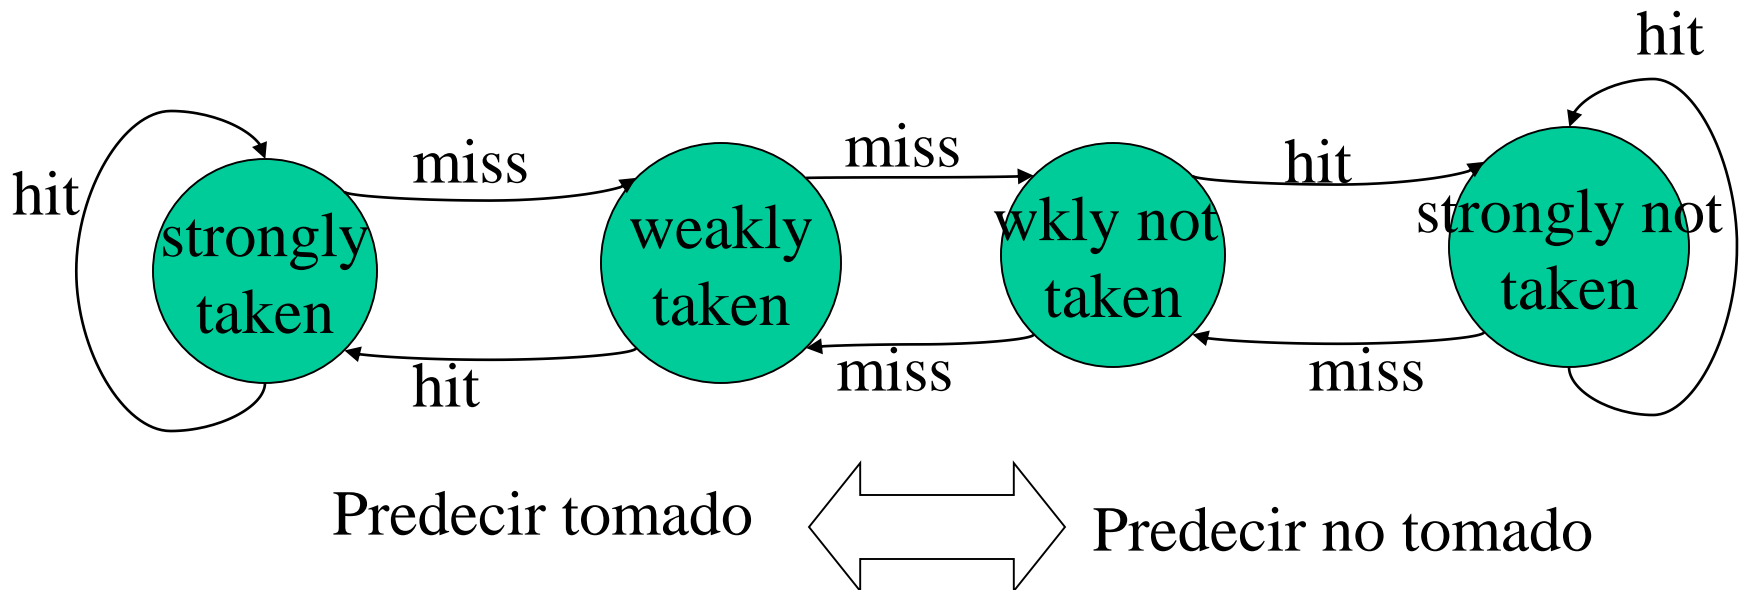 hit
hit
miss
miss
hit
strongly
taken
weakly
taken
wkly not
taken
strongly not
taken
hit
miss
miss
Predecir tomado
Predecir no tomado